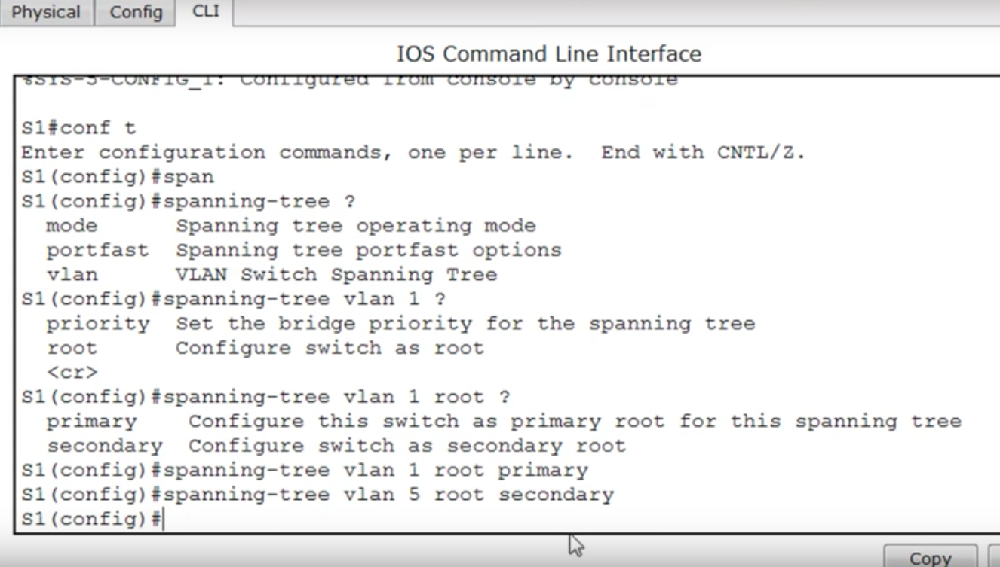 Physical Config CLI
IOS Command Line Interface
%SYS-5-CONFIG_I: Configured from console by console
S1#conf t
Enter configuration commands, one per line.  End with CNTL/Z.
S1(config)#span
S1(config)#spanning-tree ?
  mode      Spanning tree operating mode
  portfast  Spanning tree portfast options
  vlan      VLAN Switch Spanning Tree
S1(config)#spanning-tree vlan 1 ?
  priority  Set the bridge priority for the spanning tree
  root      Configure switch as root
  <cr>
S1(config)#spanning-tree vlan 1 root ?
  primary    Configure this switch as primary root for this spanning tree
  secondary  Configure switch as secondary root
S1(config)#spanning-tree vlan 1 root primary
S1(config)#spanning-tree vlan 5 root secondary
S1(config)#
Copy